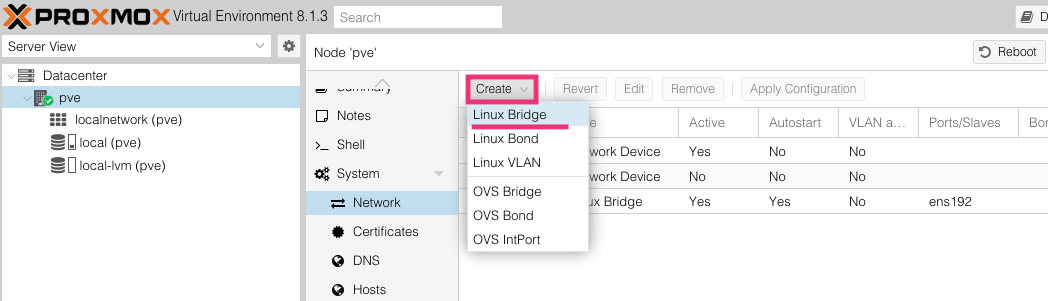 PROXMOX Virtual Environment 8.1.3 Search D
Server View
Node 'pve' Reboot
Datacenter
pve
localnetwork (pve)
local (pve)
local-lvm (pve)
Summary
Notes
Shell
System
Network
Certificates
DNS
Hosts
Create Revert Edit Remove Apply Configuration
Linux Bridge
Linux Bond
Linux VLAN
OVS Bridge
OVS Bond
OVS IntPort
e Active Autostart VLAN a... Ports/Slaves Bon
work Device Yes No No
work Device No No No
ux Bridge Yes Yes No ens192